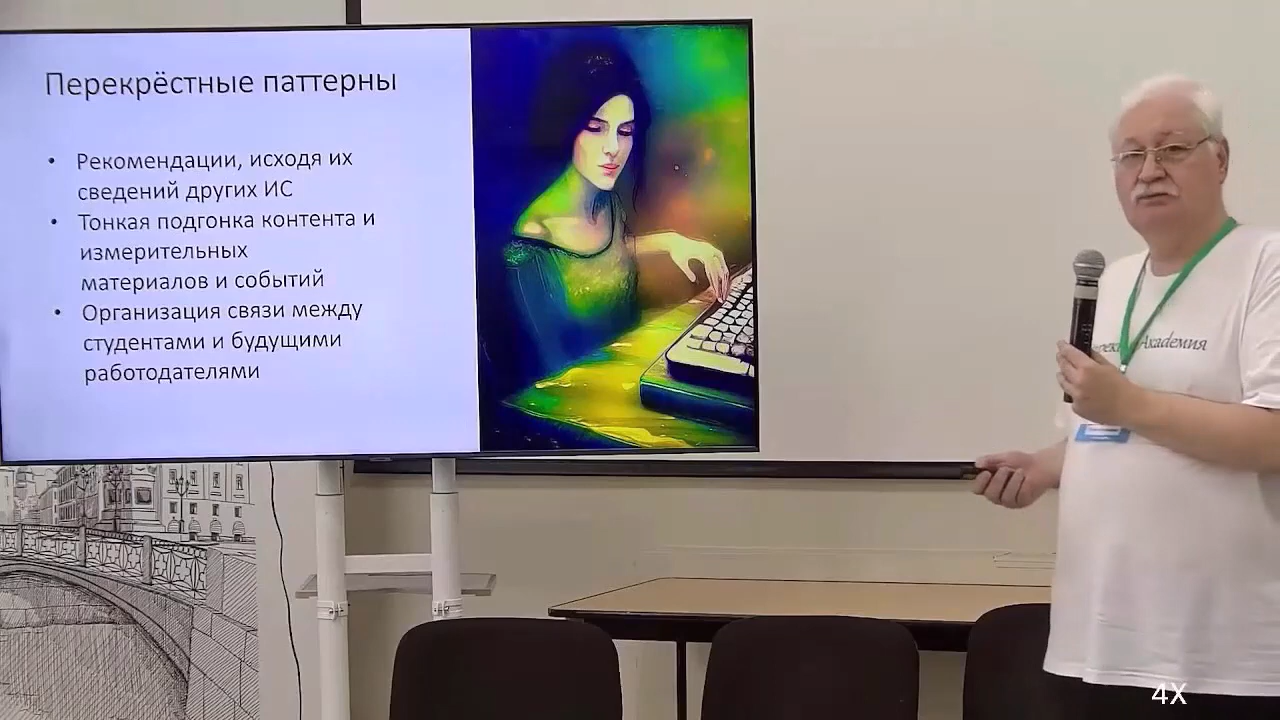 Перекрёстные паттерны
• Рекомендации, исходя их
сведений других ИС
• Тонкая подгонка контента и
измерительных
материалов и событий
• Организация связи между
студентами и будущими
работодателями
Академия
4X